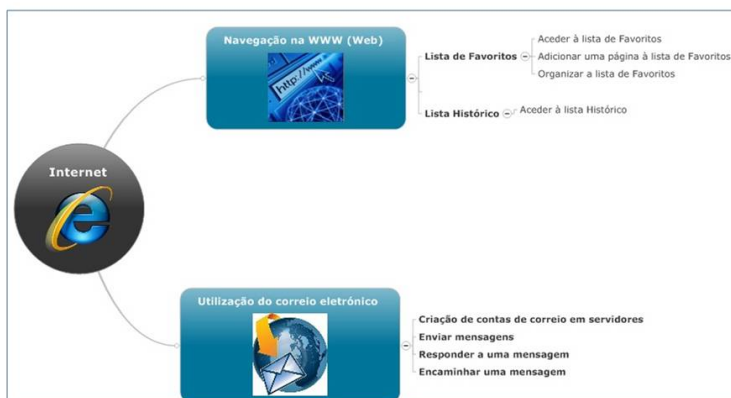 Internet
Navegação na WWW (Web)
http://www
Lista de Favoritos
Aceder à lista de Favoritos
Adicionar uma página à lista de Favoritos
Organizar a lista de Favoritos
Lista Histórico
Aceder à lista Histórico
Utilização do correio eletrónico
Criação de contas de correio em servidores
Enviar mensagens
Responder a uma mensagem
Encaminhar uma mensagem